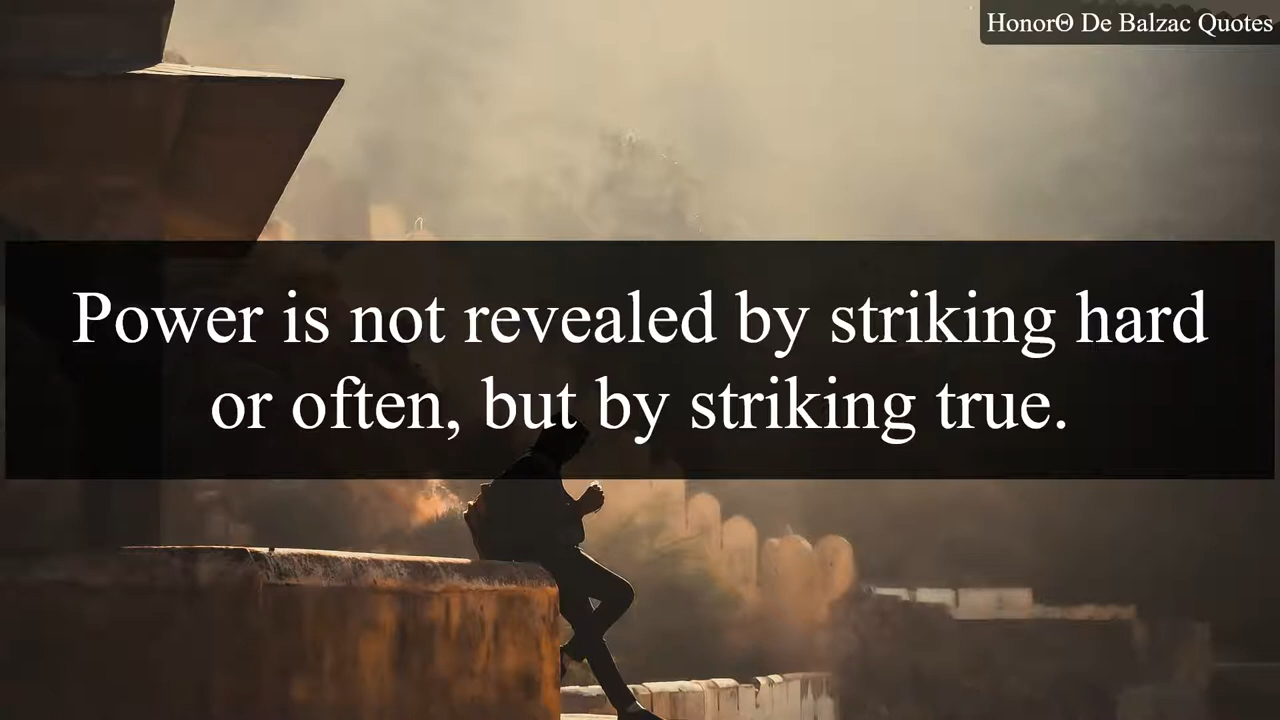 HonorΘ De Balzac Quotes
Power is not revealed by striking hard
or often, but by striking true.